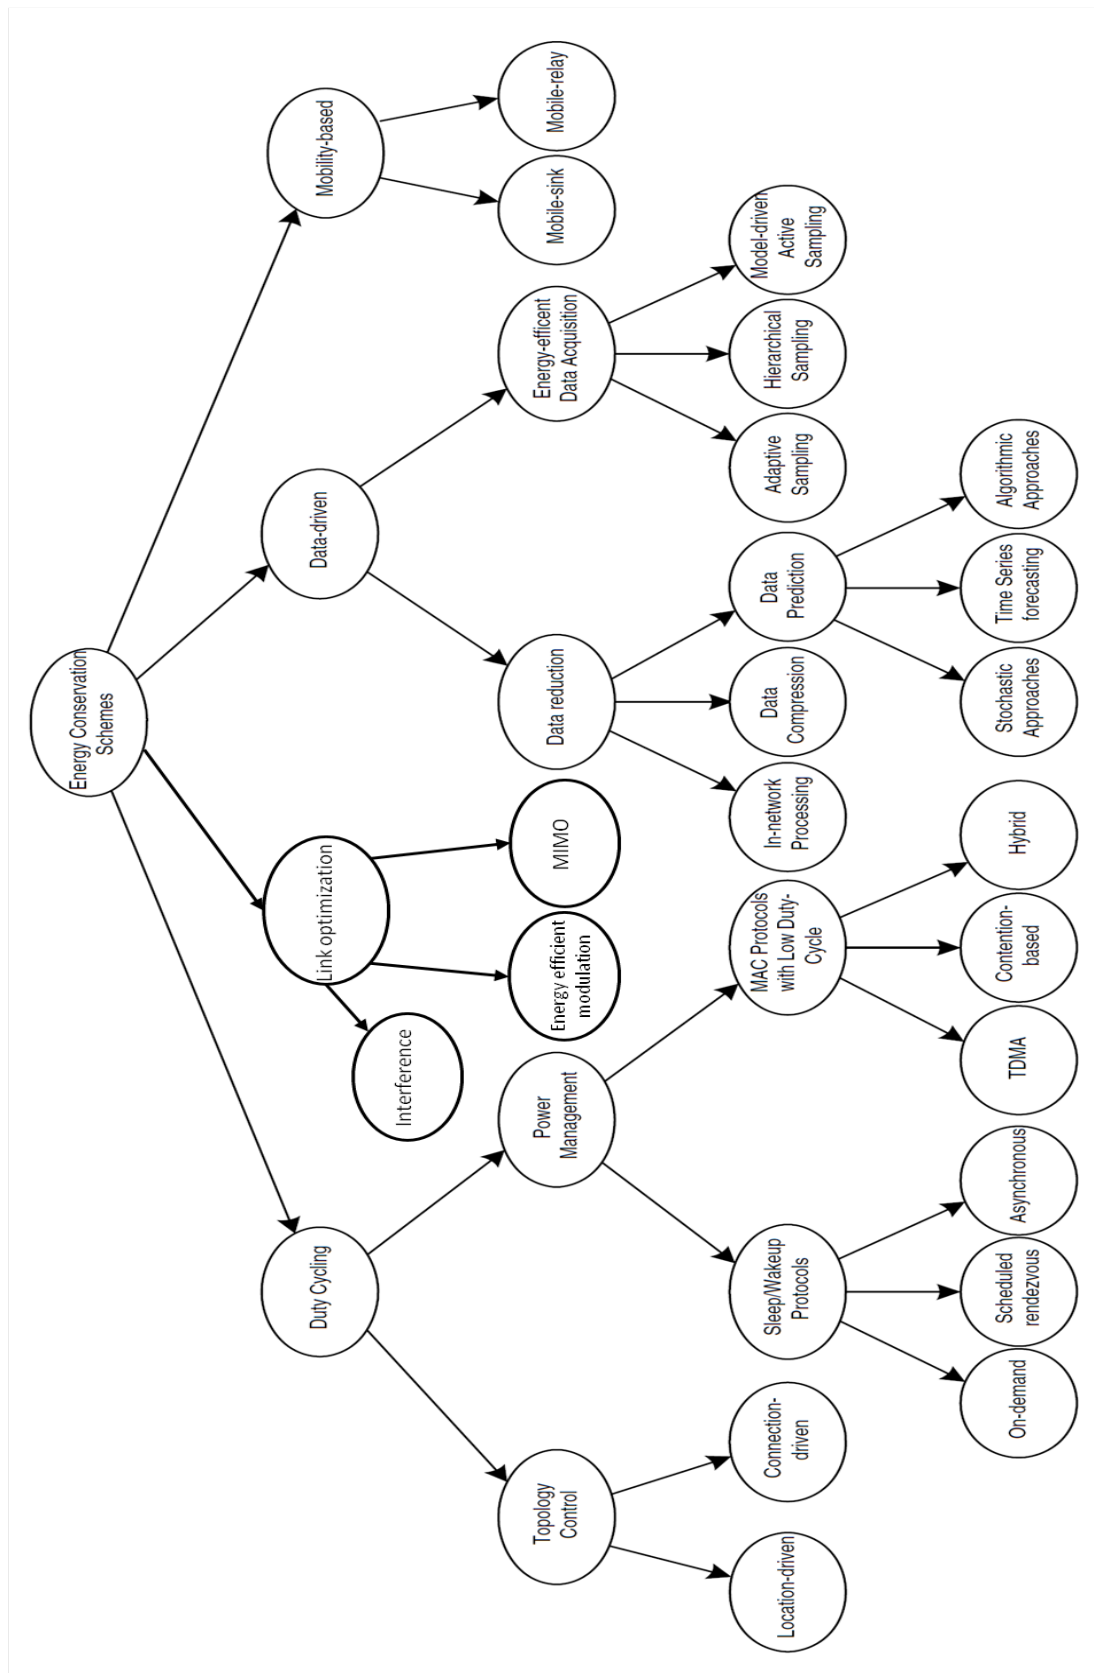 Energy Conservation
Schemes
Duty Cycling
Link optimization
Data-driven
Mobility-based
Interference
Topology
Control
Power
Management
Energy efficient
modulation
MIMO
Data reduction
Energy-efficent
Data Acquisition
Mobile-sink
Mobile-relay
Location-driven
Connection-
driven
Sleep/Wakeup
Protocols
MAC Protocols
with Low Duty-
Cycle
In-network
Processing
Data
Compression
Data
Prediction
Adaptive
Sampling
Hierarchical
Sampling
Model-driven
Active
Sampling
On-demand
Scheduled
rendezvous
Asynchronous
TDMA
Contention-
based
Hybrid
Stochastic
Approaches
Time Series
forecasting
Algorithmic
Approaches